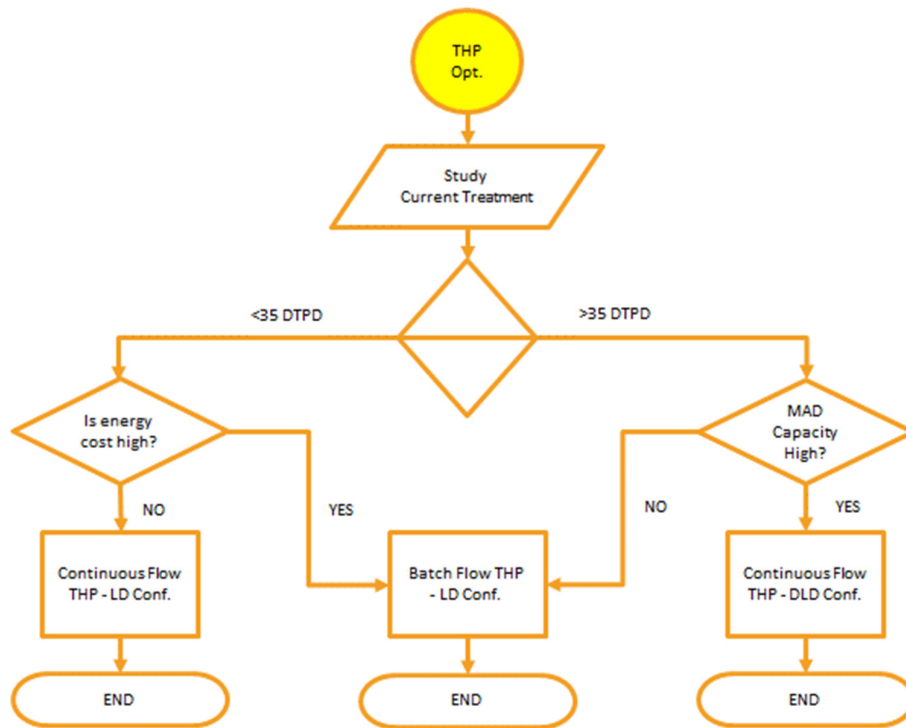 THP
Opt.
Study
Current Treatment
<35 DTPD
>35 DTPD
Is energy
cost high?
MAD
Capacity
High?
NO
YES
NO
YES
Continuous Flow
THP - LD Conf.
Batch Flow THP
- LD Conf.
Continuous Flow
THP - DLD Conf.
END
END
END